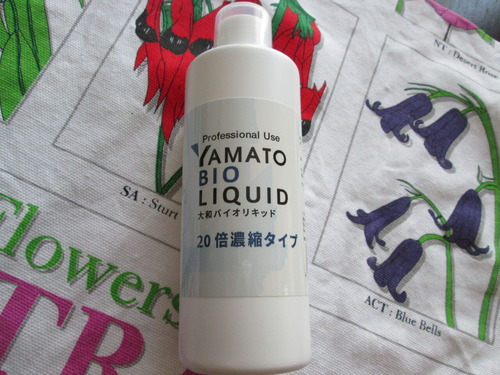 NT : Desert Rose
Professional Use
YAMATO
BIO
LIQUID
大和バイオリキッド
20倍濃縮タイプ
SA : Sturt
Flowers
ACT : Blue Bells